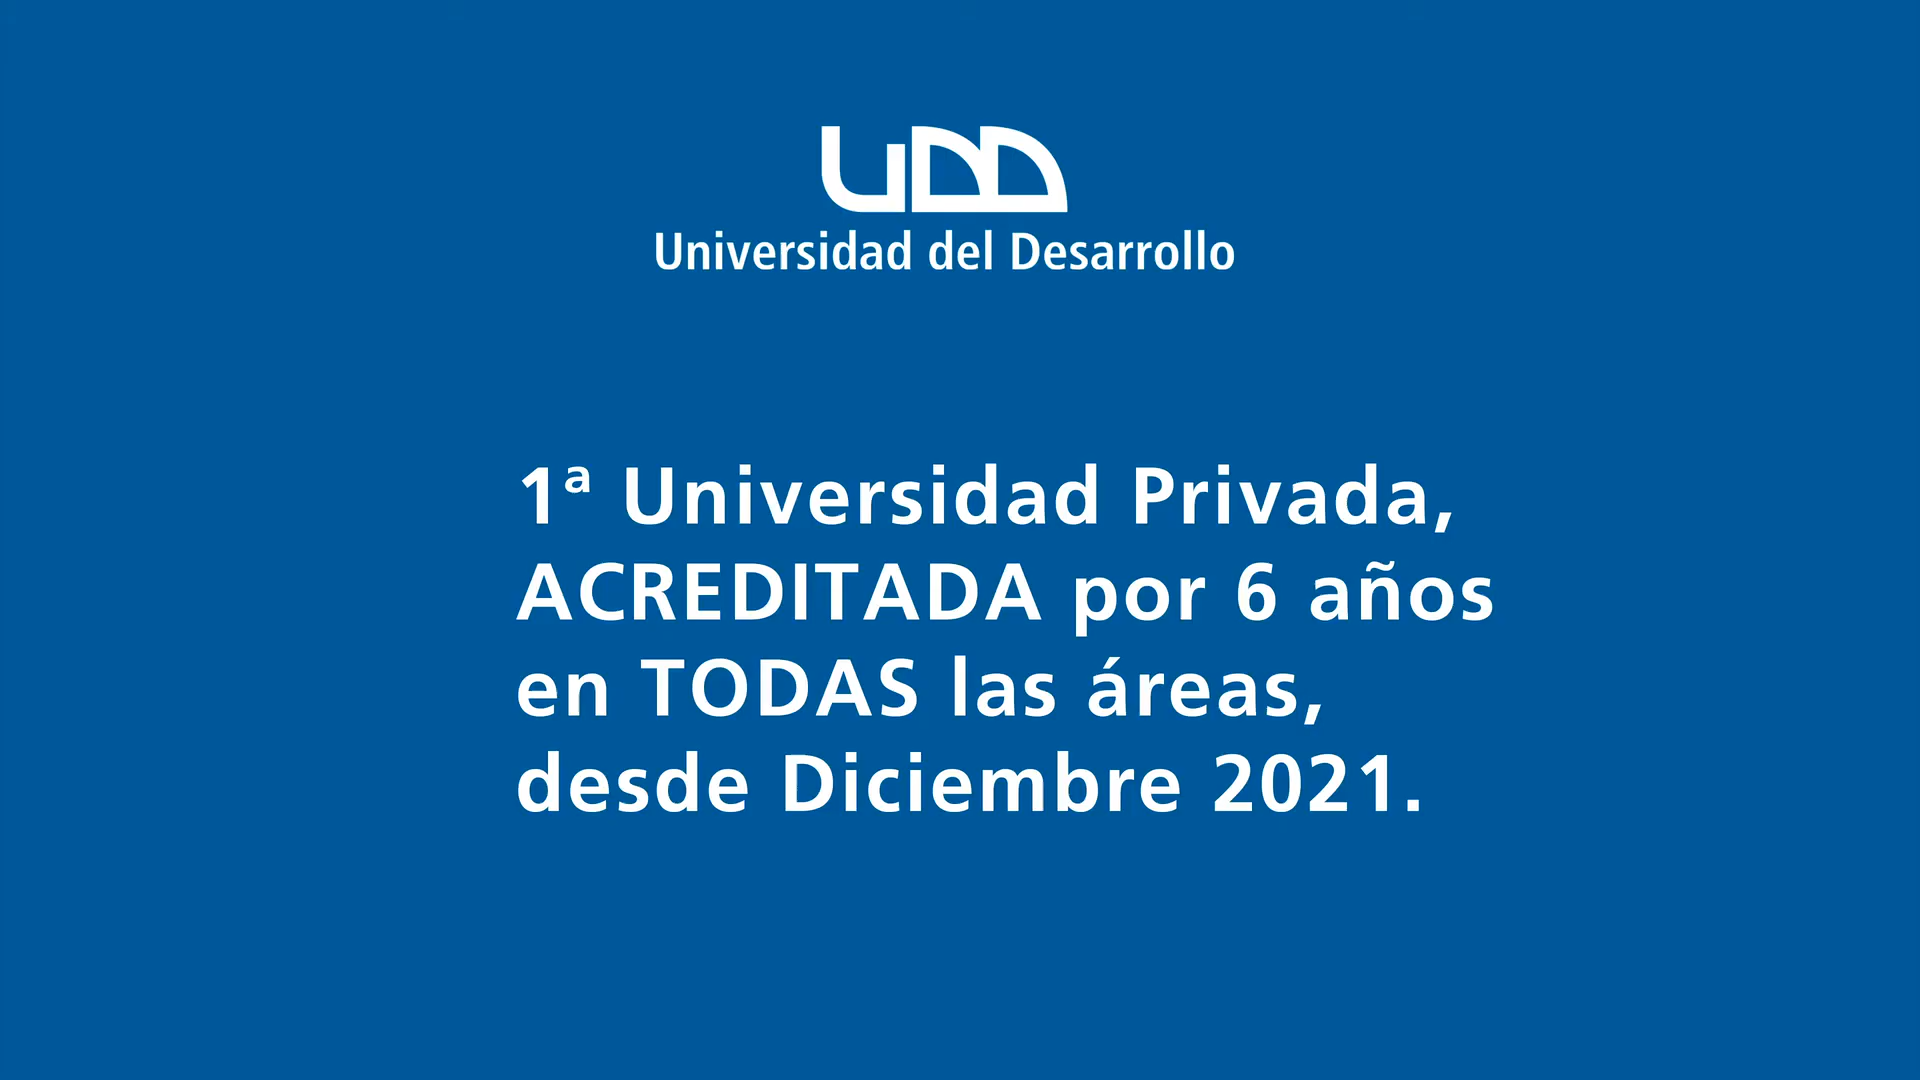 UDD
Universidad del Desarrollo
1ª Universidad Privada,
ACREDITADA por 6 años
en TODAS las áreas,
desde Diciembre 2021.